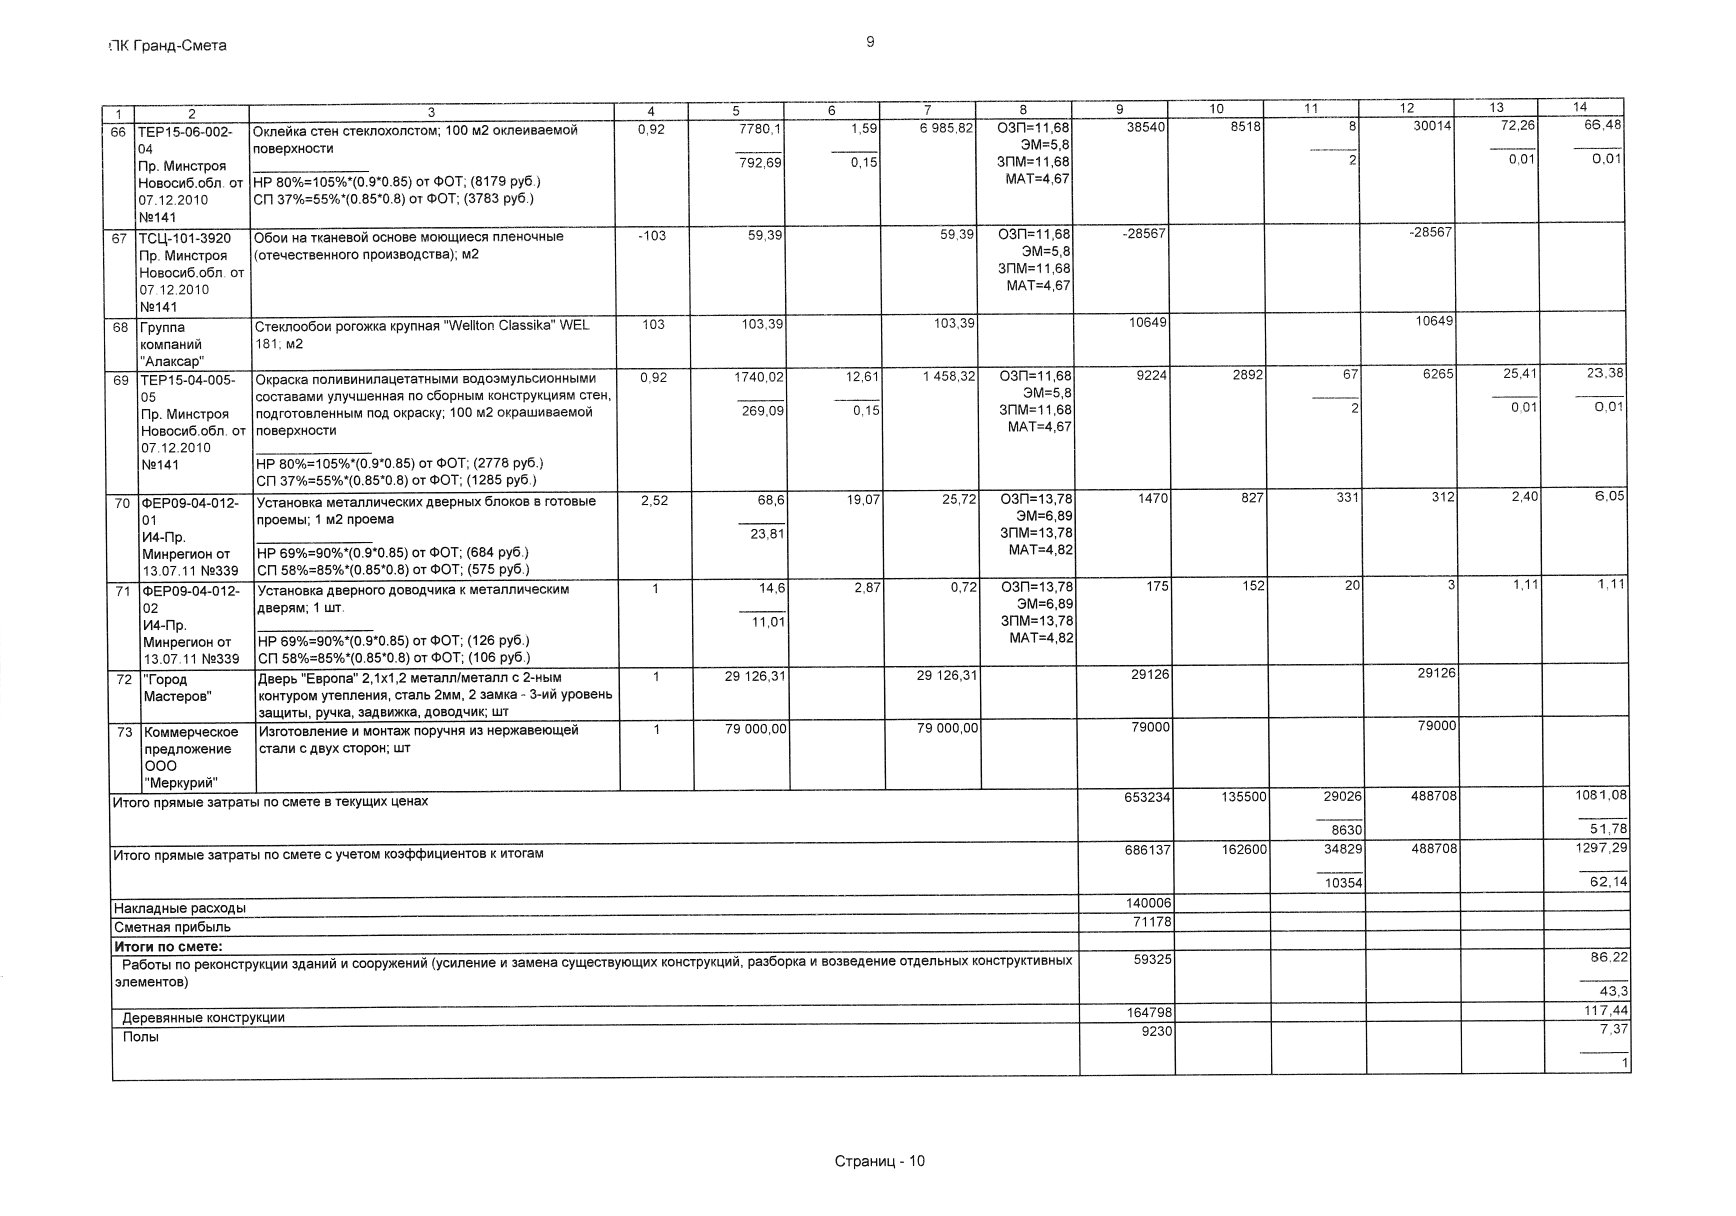 ПК Гранд-Смета
9
1 2 3 4 5 6 7 8 9 10 11 12 13 14
66 ТЕР15-06-002- Оклейка стен стеклохолстом; 100 м2 оклеиваемой 0,92 7780,1 1,59 6 985,82 ОЗП=11,68 38540 8518 8 30014 72,26 66,48
04 поверхности ЭМ=5,8
Пр. Минстроя 792,69 0,15 ЗПМ=11,68 2 0,01 0,01
Новосиб.обл. от НР 80%=105%*(0.9*0.85) от ФОТ; (8179 руб.) МАТ=4,67
07.12.2010 СП 37%=55%*(0.85*0.8) от ФОТ; (3783 руб.)
№141
67 ТСЦ-101-3920 Обои на тканевой основе моющиеся пленочные -103 59,39 59,39 ОЗП=11,68 -28567 -28567
Пр. Минстроя (отечественного производства); м2 ЭМ=5,8
Новосиб.обл. от ЗПМ=11,68
07.12.2010 МАТ=4,67
№141
68 Группа Стеклообои рогожка крупная "Wellton Classika" WEL 103 103,39 103,39 10649 10649
компаний 181; м2
"Алаксар"
69 ТЕР15-04-005- Окраска поливинилацетатными водоэмульсионными 0,92 1740,02 12,61 1 458,32 ОЗП=11,68 9224 2892 67 6265 25,41 23,38
05 составами улучшенная по сборным конструкциям стен, ЭМ=5,8
Пр. Минстроя подготовленным под окраску; 100 м2 окрашиваемой 269,09 0,15 ЗПМ=11,68 2 0,01 0,01
Новосиб.обл. от поверхности МАТ=4,67
07.12.2010
№141 НР 80%=105%*(0.9*0.85) от ФОТ; (2778 руб.)
СП 37%=55%*(0.85*0.8) от ФОТ; (1285 руб.)
70 ФЕР09-04-012- Установка металлических дверных блоков в готовые 2,52 68,6 19,07 25,72 ОЗП=13,78 1470 827 331 312 2,40 6,05
01 проемы; 1 м2 проема ЭМ=6,89
И4-Пр. 23,81 ЗПМ=13,78
Минрегион от НР 69%=90%*(0.9*0.85) от ФОТ; (684 руб.) МАТ=4,82
13.07.11 №339 СП 58%=85%*(0.85*0.8) от ФОТ; (575 руб.)
71 ФЕР09-04-012- Установка дверного доводчика к металлическим 1 14,6 2,87 0,72 ОЗП=13,78 175 152 20 3 1,11 1,11
02 дверям; 1 шт. ЭМ=6,89
И4-Пр. 11,01 ЗПМ=13,78
Минрегион от НР 69%=90%*(0.9*0.85) от ФОТ; (126 руб.) МАТ=4,82
13.07.11 №339 СП 58%=85%*(0.85*0.8) от ФОТ; (106 руб.)
72 "Город Дверь "Европа" 2,1х1,2 металл/металл с 2-ным 1 29 126,31 29 126,31 29126 29126
Мастеров" контуром утепления, сталь 2мм, 2 замка - 3-ий уровень
защиты, ручка, задвижка, доводчик; шт
73 Коммерческое Изготовление и монтаж поручня из нержавеющей 1 79 000,00 79 000,00 79000 79000
предложение стали с двух сторон; шт
ООО
"Меркурий"
Итого прямые затраты по смете в текущих ценах 653234 135500 29026 488708 1081,08
8630 51,78
Итого прямые затраты по смете с учетом коэффициентов к итогам 686137 162600 34829 488708 1297,29
10354 62,14
Накладные расходы 140006
Сметная прибыль 71178
Итоги по смете:
Работы по реконструкции зданий и сооружений (усиление и замена существующих конструкций, разборка и возведение отдельных конструктивных 59325 86,22
элементов)
43,3
Деревянные конструкции 164798 117,44
Полы 9230 7,37
1
Страниц - 10